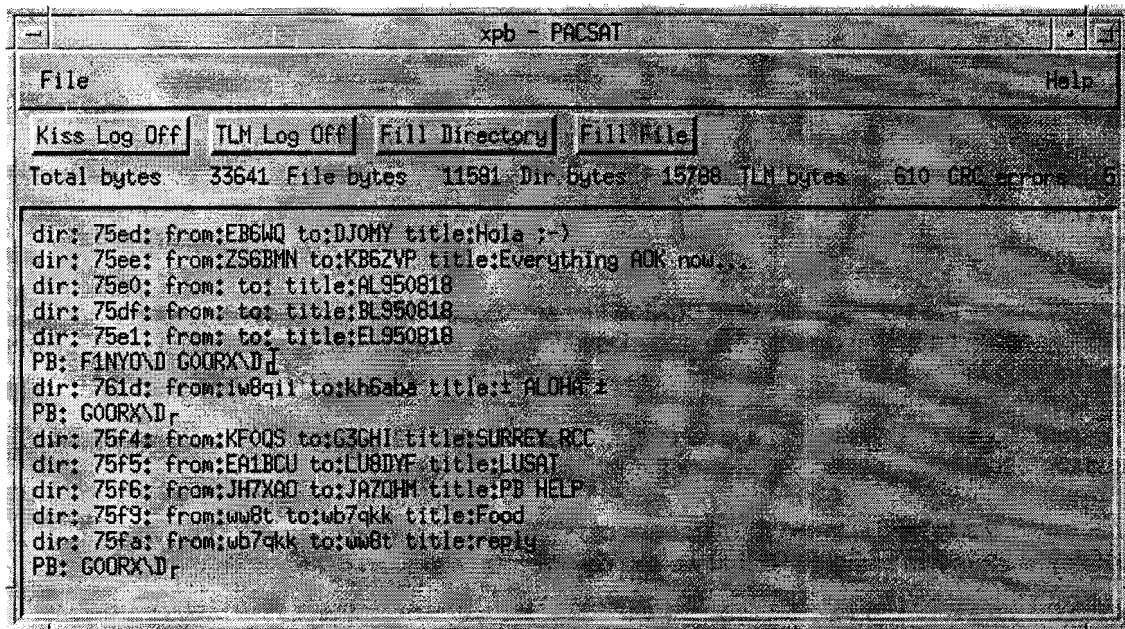 xpb - PACSAT
File Help
Kiss Log Off TLM Log Off Fill Directory Fill File
Total bytes 33641 File bytes 11581 Dir bytes 15788 TLM bytes 610 CRC errors 5
dir: 75ed: from:EB6WQ to:DJ0MY title:Hola ;-)
dir: 75ee: from:ZS6BMN to:KB6ZVP title:Everything AOK now...
dir: 75e0: from: to: title:AL950818
dir: 75df: from: to: title:BL950818
dir: 75e1: from: to: title:EL950818
PB: F1NYO\D G0ORX\D
dir: 761d: from:iw8qii to:kh6aba title:± ALOHA ±
PB: G0ORX\D
dir: 75f4: from:KF0QS to:G3GHI title:SURREY RCC
dir: 75f5: from:EA1BCU to:LU8DYF title:LUSAT
dir: 75f6: from:JH7XAO to:JA7QHM title:PB HELP
dir: 75f9: from:ww8t to:wb7qkk title:Food
dir: 75fa: from:wb7qkk to:ww8t title:reply
PB: G0ORX\D